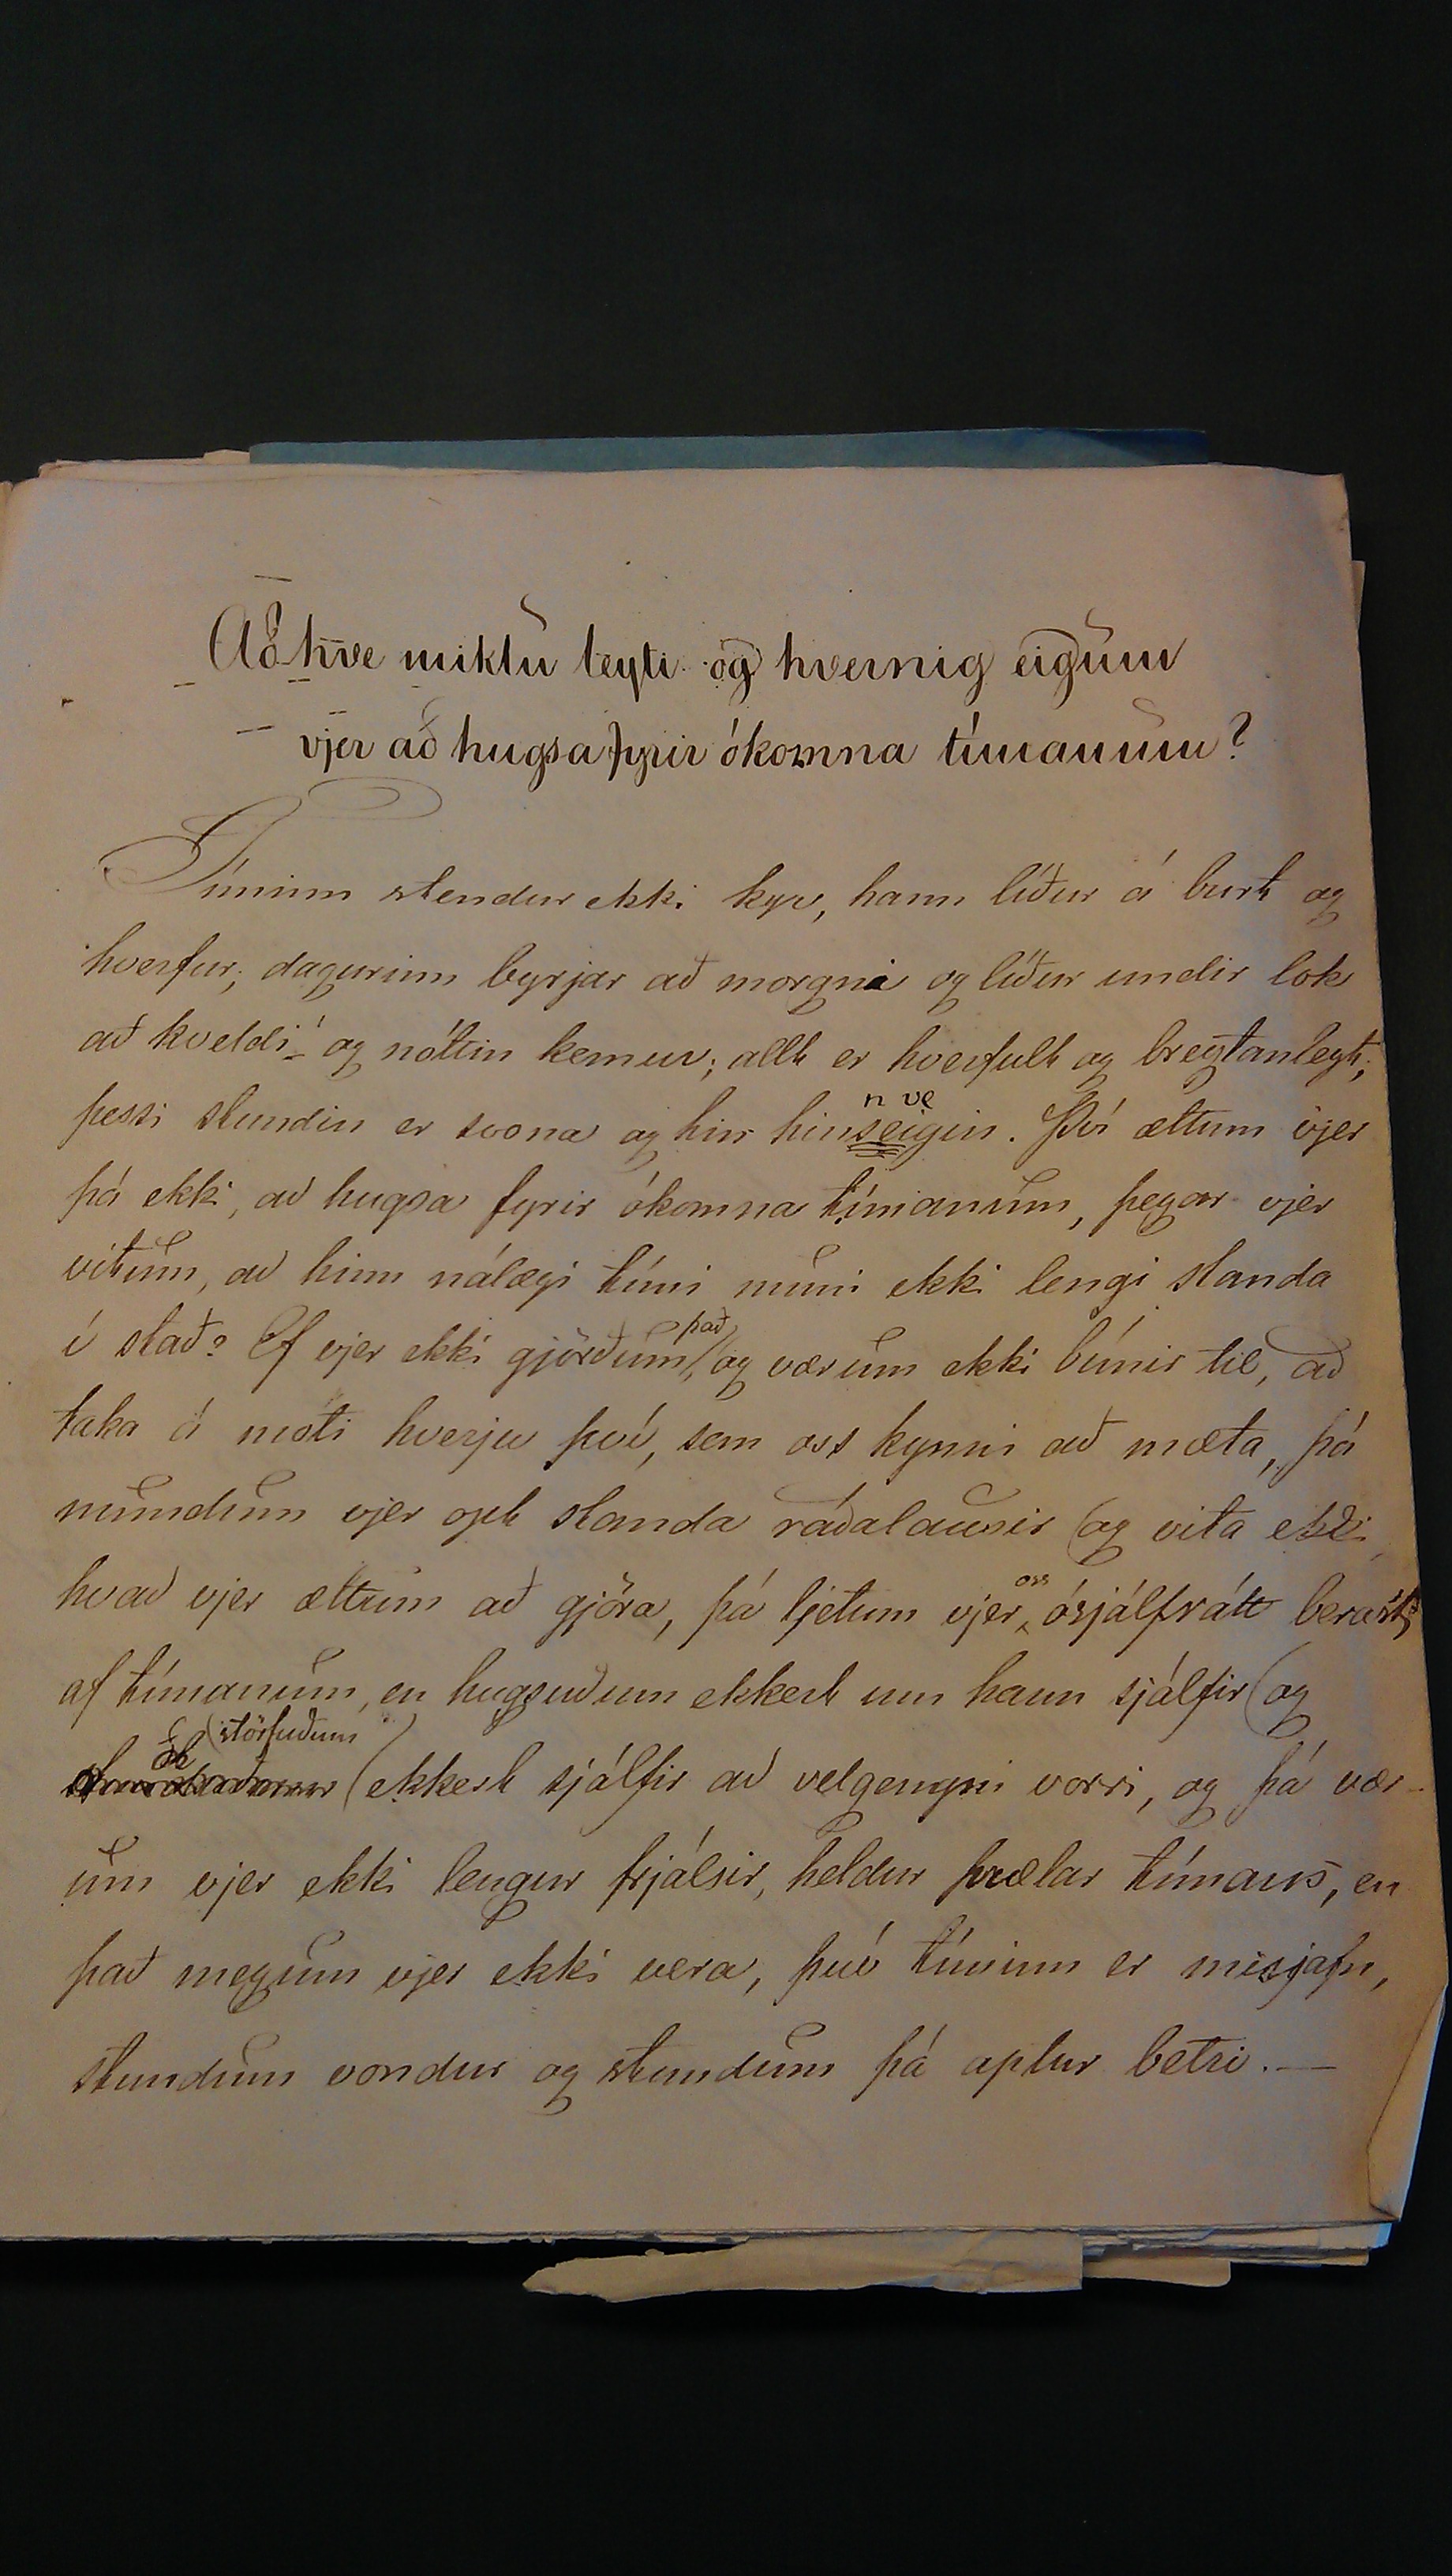 Að hve miklu leyti og hvernig eigum
vjer að hugsa fyrir ókomna tímanum?
Tíminn stendur ekki kyr, hann líður á burt og
hverfur; dagurinn byrjar að morgni og líður undir lok
að kveldi og nóttin kemur; allt er hverfult og breytanlegt;
n ve
þessi stundin er svona og hin hinseigin. Því ættum vjer
þá ekki, að hugsa fyrir ókomna tímanum, þegar vjer
vitum, að hinn nálægi tími muni ekki lengi standa
það
í stað? Ef vjer ekki gjörðum, og værum ekki búnir til, að
taka á móti hverju því, sem oss kynni að mæta, þá
mundum vjer opt standa ráðalausir (og vita ekki,
oss
hvað vjer ættum að gjöra, þá ljetum vjer ósjálfrátt berast
af tímanum, en hugsuðum ekkert um hann sjálfir (og
(störfuðum)
(ekkert sjálfir að velgengni vorri, og þá vær-
um vjer ekki lengur frjálsir, heldur þrælar tímans, en
það megum vjer ekki vera, því tíminn er misjafn,
stundum vondur og stundum þá aptur betri. —